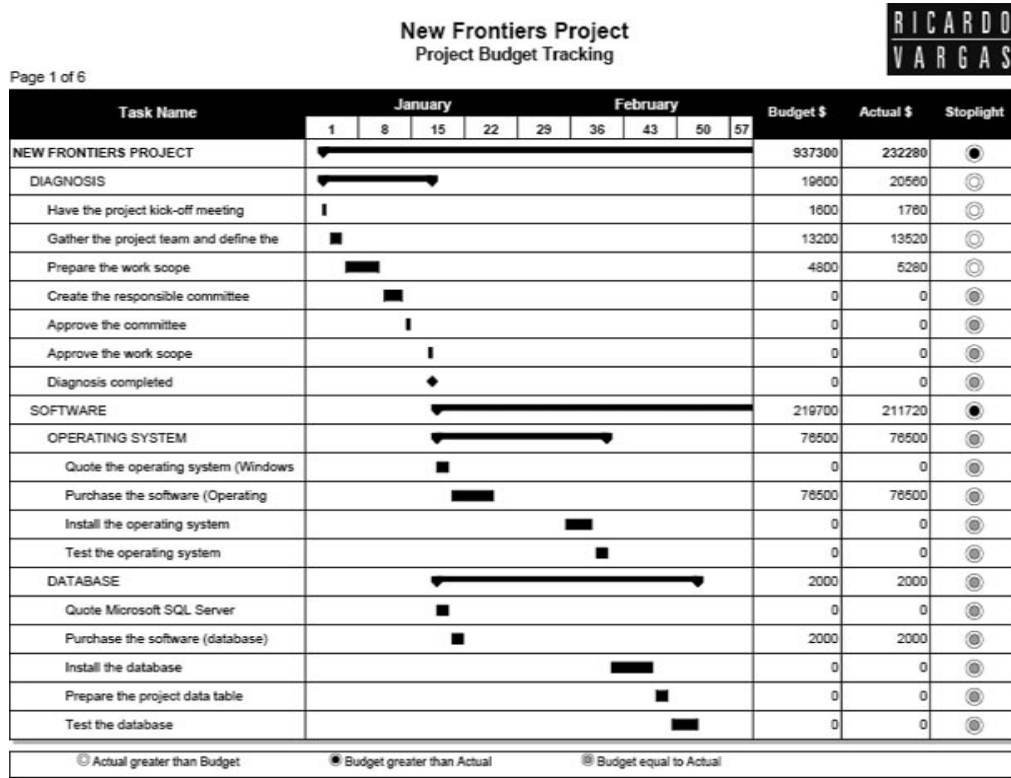 New Frontiers Project
Project Budget Tracking
RICARDO
VARGAS
Page 1 of 6
Task Name January February Budget $ Actual $ Stoplight
1 8 15 22 29 36 43 50 57
NEW FRONTIERS PROJECT 937300 232280
DIAGNOSIS 19600 20560
Have the project kick-off meeting 1600 1760
Gather the project team and define the 13200 13520
Prepare the work scope 4800 5280
Create the responsible committee 0 0
Approve the committee 0 0
Approve the work scope 0 0
Diagnosis completed 0 0
SOFTWARE 219700 211720
OPERATING SYSTEM 76500 76500
Quote the operating system (Windows 0 0
Purchase the software (Operating 76500 76500
Install the operating system 0 0
Test the operating system 0 0
DATABASE 2000 2000
Quote Microsoft SQL Server 0 0
Purchase the software (database) 2000 2000
Install the database 0 0
Prepare the project data table 0 0
Test the database 0 0
Actual greater than Budget Budget greater than Actual Budget equal to Actual